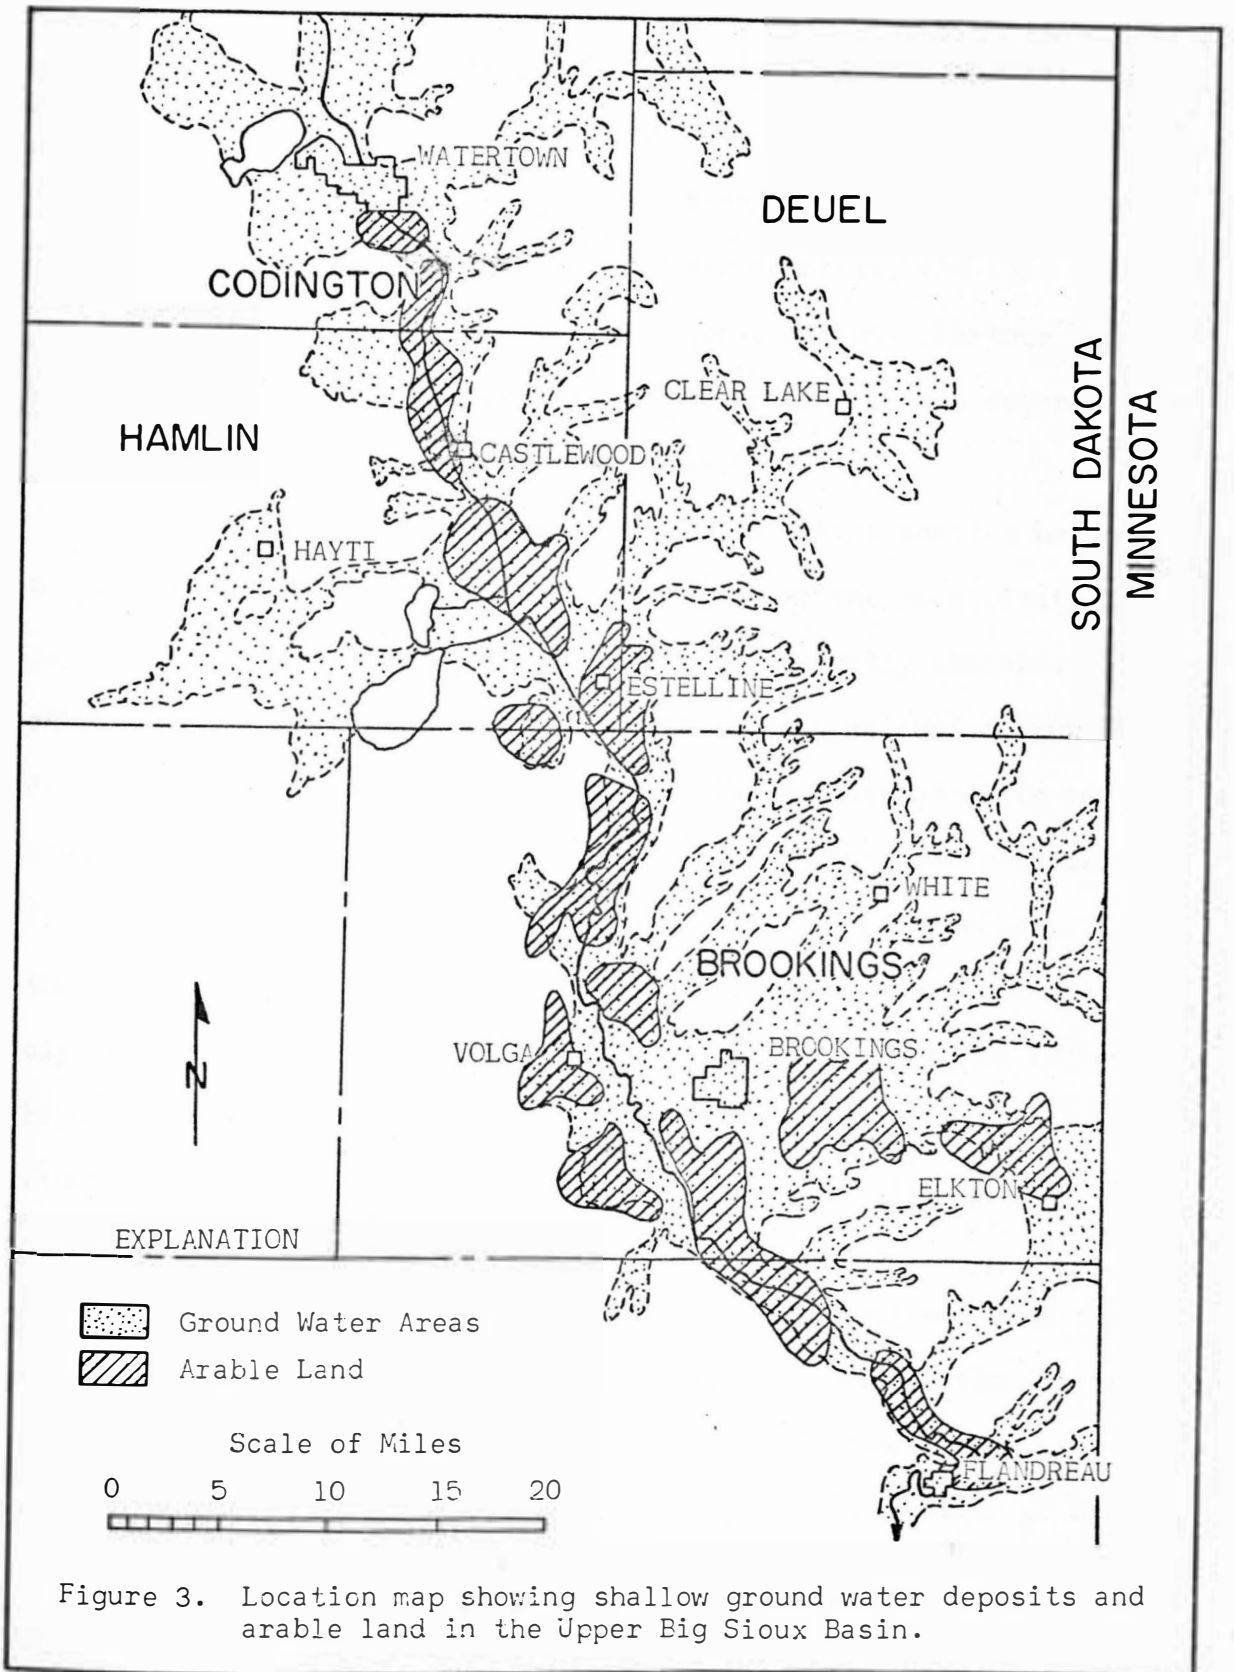 WATERTOWN
DEUEL
CODINGTON
CLEAR LAKE
SOUTH DAKOTA
MINNESOTA
HAMLIN
CASTLEWOOD
HAYTI
ESTELLINE
WHITE
BROOKINGS
N
VOLGA
BROOKINGS
ELKTON
EXPLANATION
Ground Water Areas
Arable Land
Scale of Miles
0 5 10 15 20
FLANDREAU
Figure 3. Location map showing shallow ground water deposits and
arable land in the Upper Big Sioux Basin.